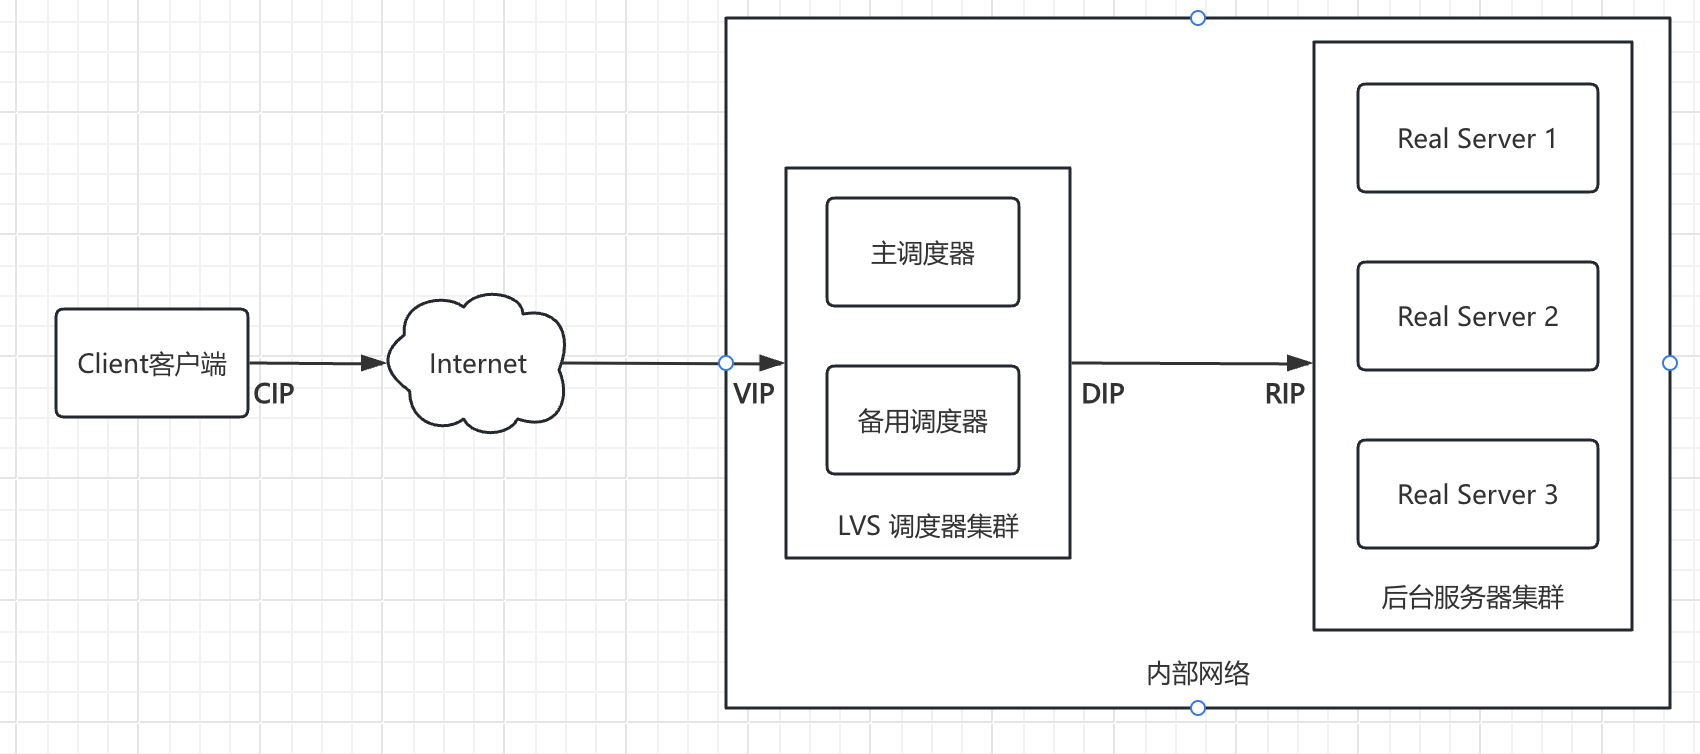 Client客户端
CIP
Internet
VIP
主调度器
备用调度器
LVS 调度器集群
DIP
RIP
Real Server 1
Real Server 2
Real Server 3
后台服务器集群
内部网络